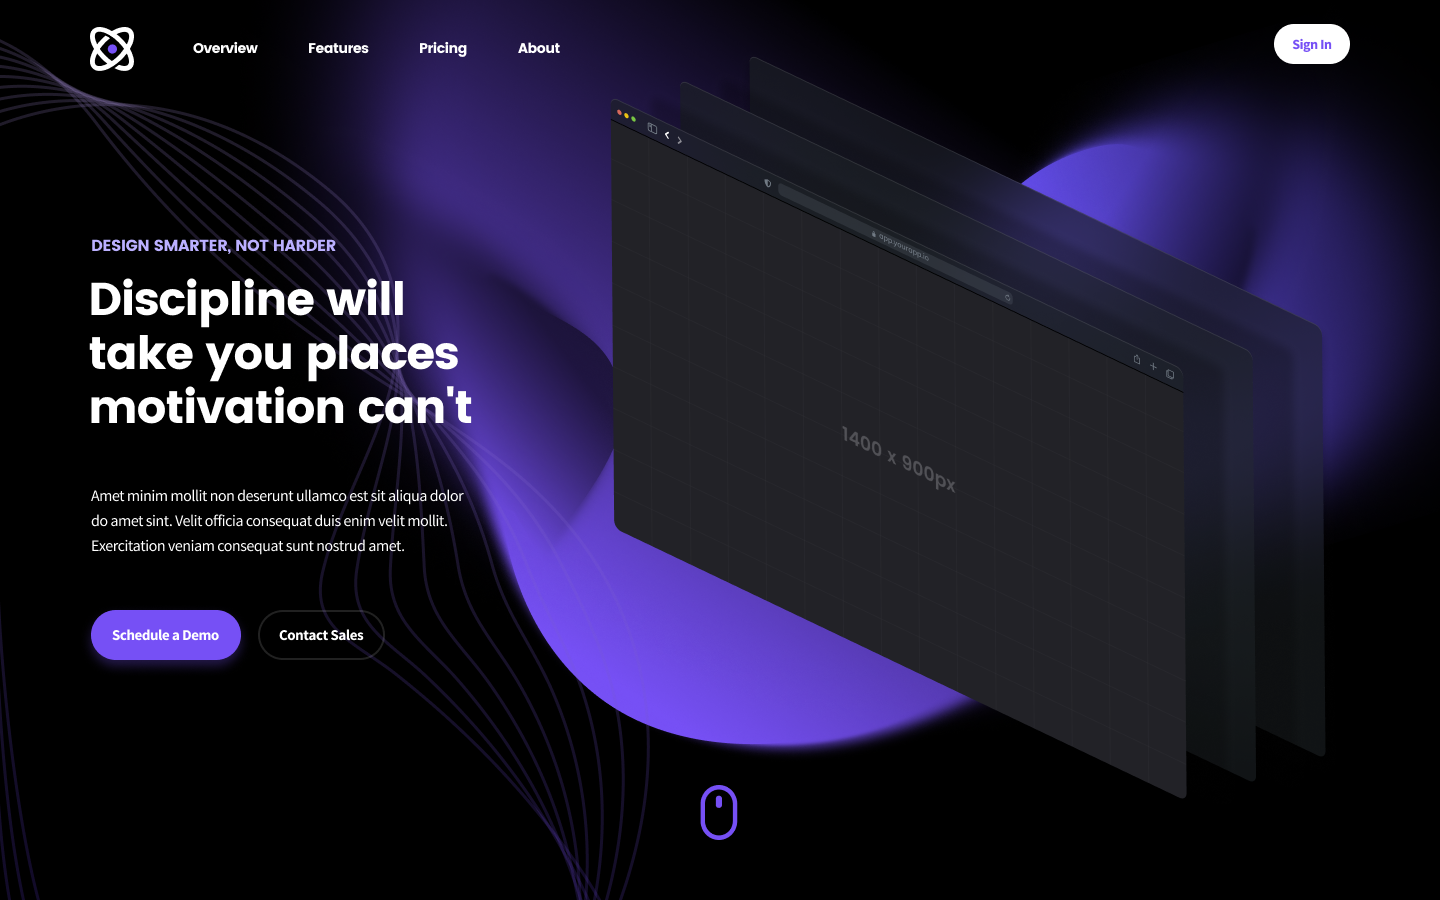 Overview
Features
Pricing
About
Sign In
DESIGN SMARTER, NOT HARDER
Discipline will
take you places
motivation can't
Amet minim mollit non deserunt ullamco est sit aliqua dolor
do amet sint. Velit officia consequat duis enim velit mollit.
Exercitation veniam consequat sunt nostrud amet.
Schedule a Demo
Contact Sales
app.yourapp.io
1400 x 900px